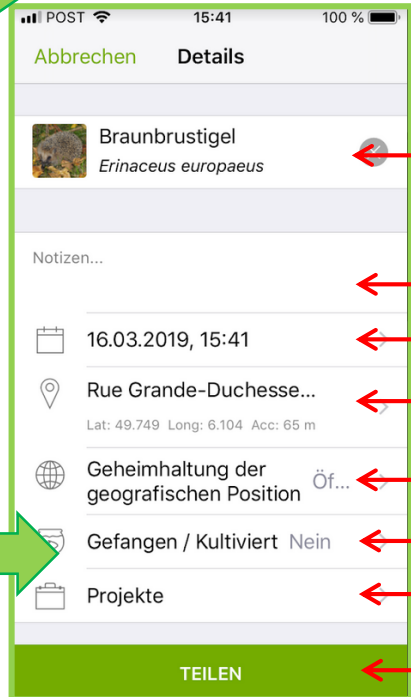 POST 15:41 100 %
Abbrechen Details
Braunbrustigel
Erinaceus europaeus
Notizen...
16.03.2019, 15:41
Rue Grande-Duchesse...
Lat: 49.749 Long: 6.104 Acc: 65 m
Geheimhaltung der
geografischen Position Öf...
Gefangen / Kultiviert Nein
Projekte
TEILEN